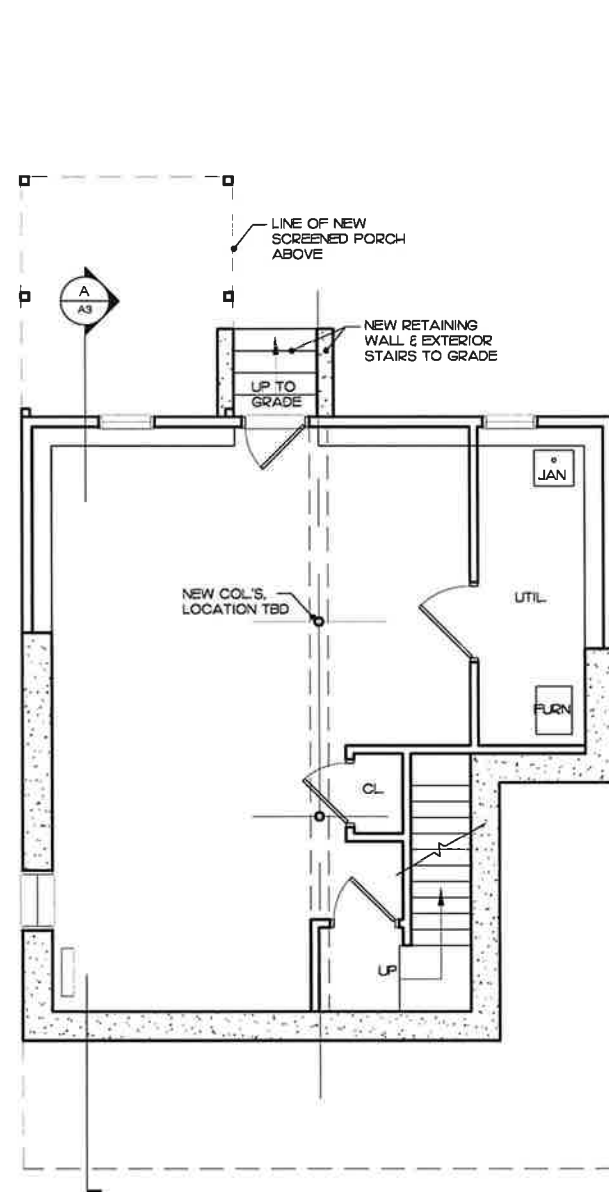 LINE OF NEW
SCREENED PORCH
ABOVE
A
A3
NEW RETAINING
WALL & EXTERIOR
STAIRS TO GRADE
UP TO
GRADE
JAN
NEW COL'S,
LOCATION TBD
UTIL.
FURN
CL.
UP